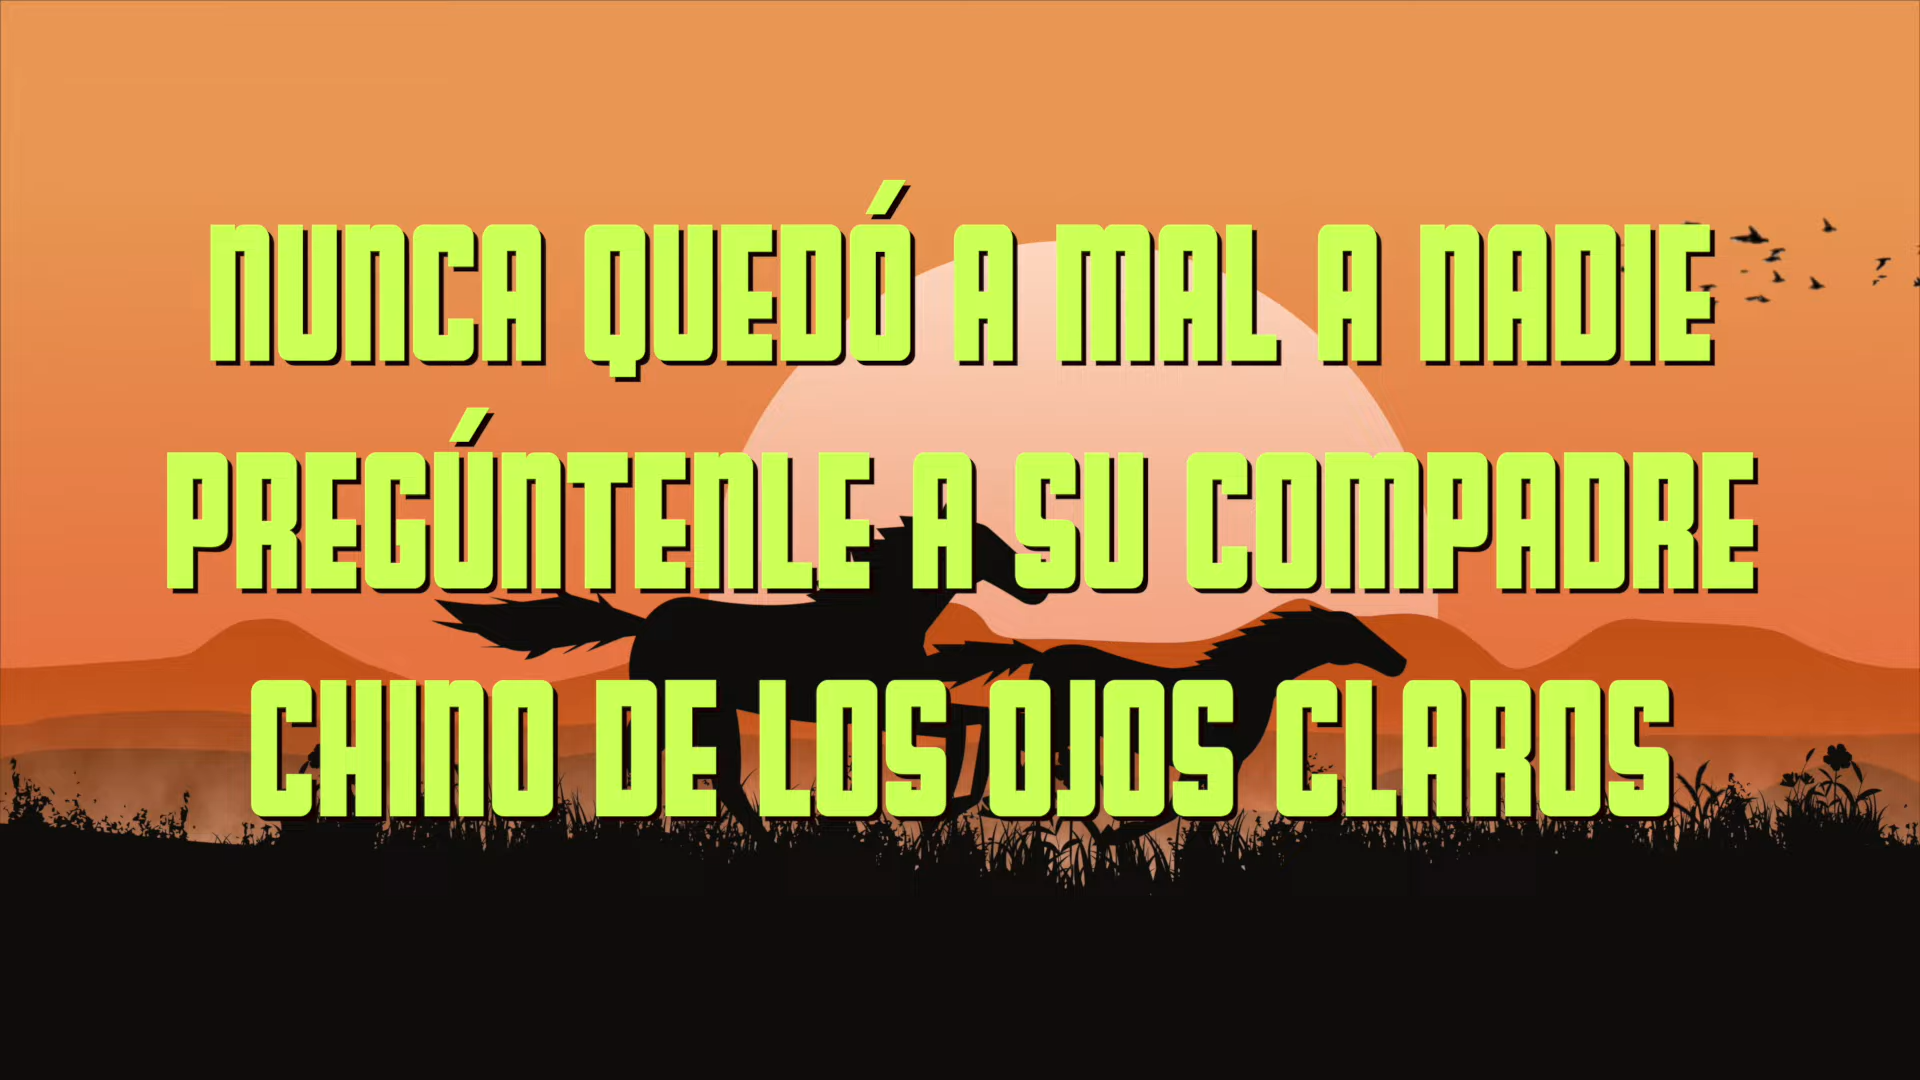 NUNCA QUEDÓ A MAL A NADIE
PREGÚNTENLE A SU COMPADRE
CHINO DE LOS OJOS CLAROS